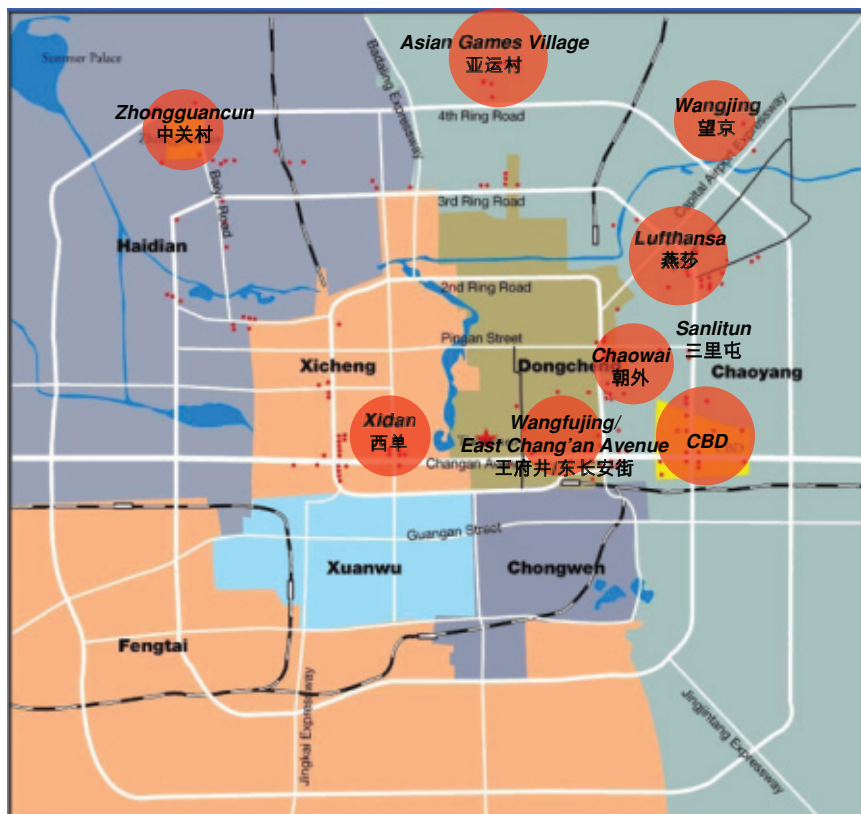 Asian Games Village
亚运村
Summer Palace
Badaling Expressway
Zhongguancun
中关村
Wangjing
望京
4th Ring Road
Capital Airport Expressway
Baiyi Road
3rd Ring Road
Haidian
Lufthansa
燕莎
2nd Ring Road
Sanlitun
三里屯
Pingan Street
Xicheng
Dongcheng
Chaowai
朝外
Chaoyang
Xidan
西单
Wangfujing/
East Chang'an Avenue
王府井/东长安街
CBD
CBD
Changan
Guangan Street
Xuanwu
Chongwen
Fengtai
Jingkai Expressway
Jingjintang Expressway